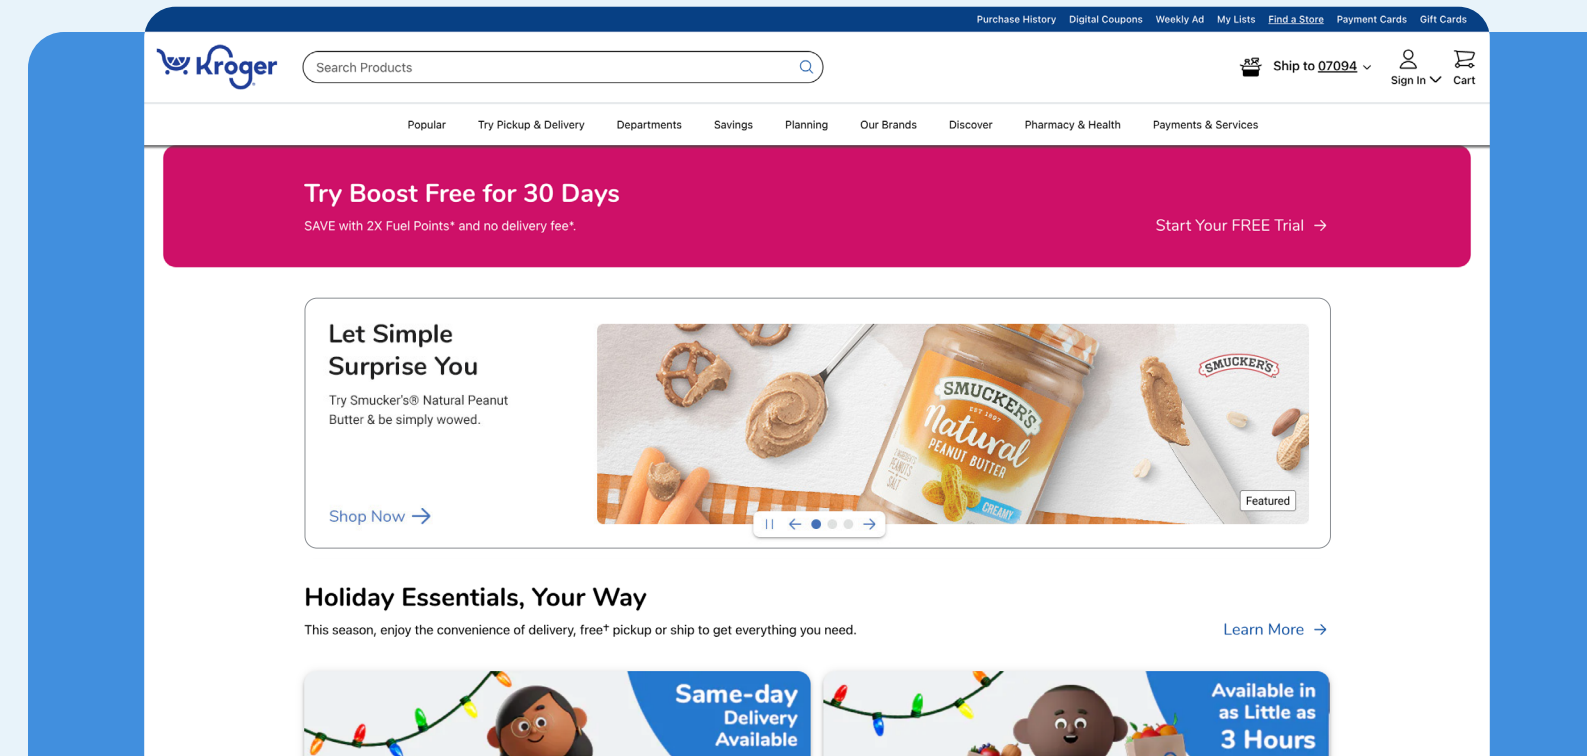 Purchase History Digital Coupons Weekly Ad My Lists Find a Store Payment Cards Gift Cards
Kroger
Search Products
Ship to 07094
Sign In
Cart
Popular Try Pickup & Delivery Departments Savings Planning Our Brands Discover Pharmacy & Health Payments & Services
Try Boost Free for 30 Days
SAVE with 2X Fuel Points* and no delivery fee*.
Start Your FREE Trial →
Let Simple
Surprise You
Try Smucker's® Natural Peanut
Butter & be simply wowed.
Shop Now →
SMUCKER'S
EST 1897
Natural
PEANUT BUTTER
INGREDIENTS:
PEANUTS
SALT
CREAMY
SMUCKER'S
Featured
Holiday Essentials, Your Way
This season, enjoy the convenience of delivery, free† pickup or ship to get everything you need.
Learn More →
Same-day
Delivery
Available
Available in
as Little as
3 Hours